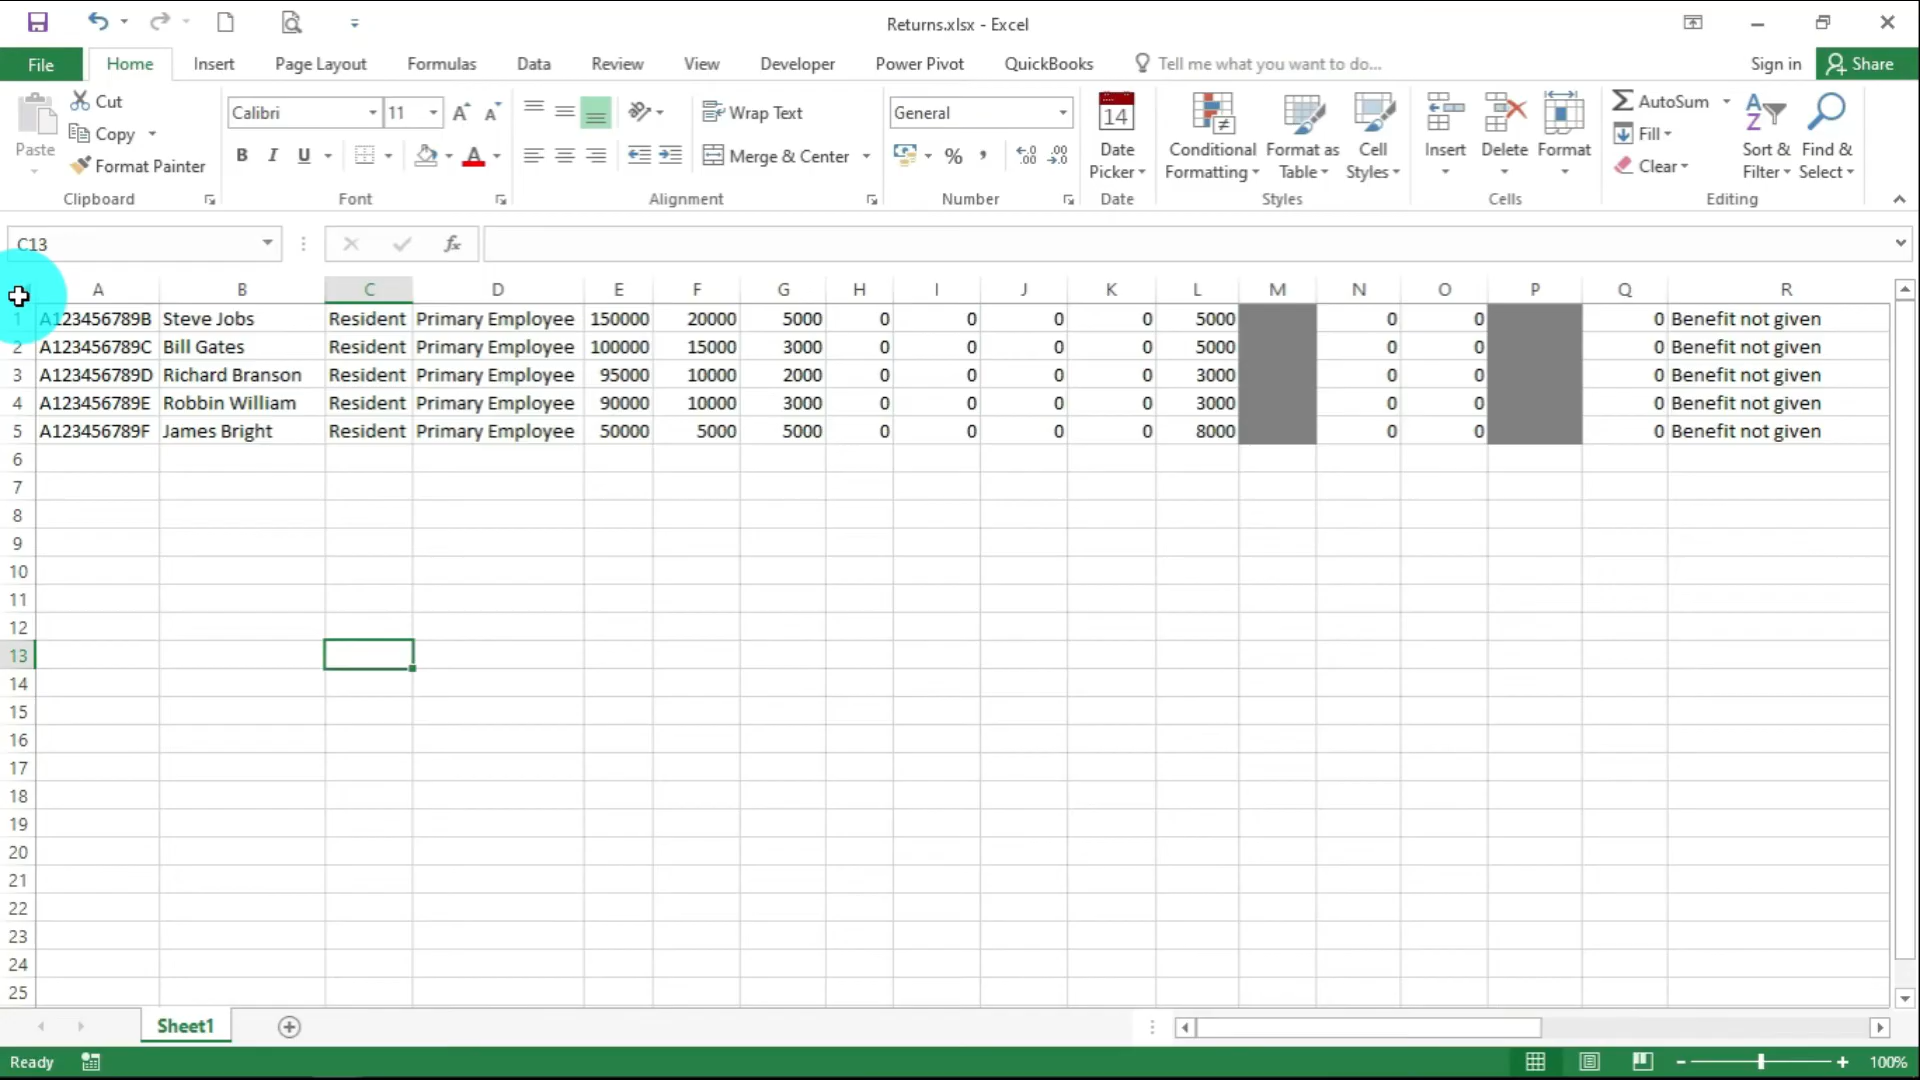 Returns.xlsx - Excel
File Home Insert Page Layout Formulas Data Review View Developer Power Pivot QuickBooks Tell me what you want to do... Sign in Share
Paste
Cut
Copy
Format Painter
Clipboard
Calibri 11
B I U A
Font
Wrap Text
Merge & Center
Alignment
General
%
Number
14
Date Picker
Date
Conditional Formatting
Format as Table
Cell Styles
Styles
Insert
Delete
Format
Cells
AutoSum
Fill
Clear
Sort & Filter
Find & Select
Editing
C13 fx
A B C D E F G H I J K L M N O P Q R
1 A123456789B Steve Jobs Resident Primary Employee 150000 20000 5000 0 0 0 0 5000 0 0 0 Benefit not given
2 A123456789C Bill Gates Resident Primary Employee 100000 15000 3000 0 0 0 0 5000 0 0 0 Benefit not given
3 A123456789D Richard Branson Resident Primary Employee 95000 10000 2000 0 0 0 0 3000 0 0 0 Benefit not given
4 A123456789E Robbin William Resident Primary Employee 90000 10000 3000 0 0 0 0 3000 0 0 0 Benefit not given
5 A123456789F James Bright Resident Primary Employee 50000 5000 5000 0 0 0 0 8000 0 0 0 Benefit not given
6
7
8
9
10
11
12
13
14
15
16
17
18
19
20
21
22
23
24
25
Sheet1
Ready 100%